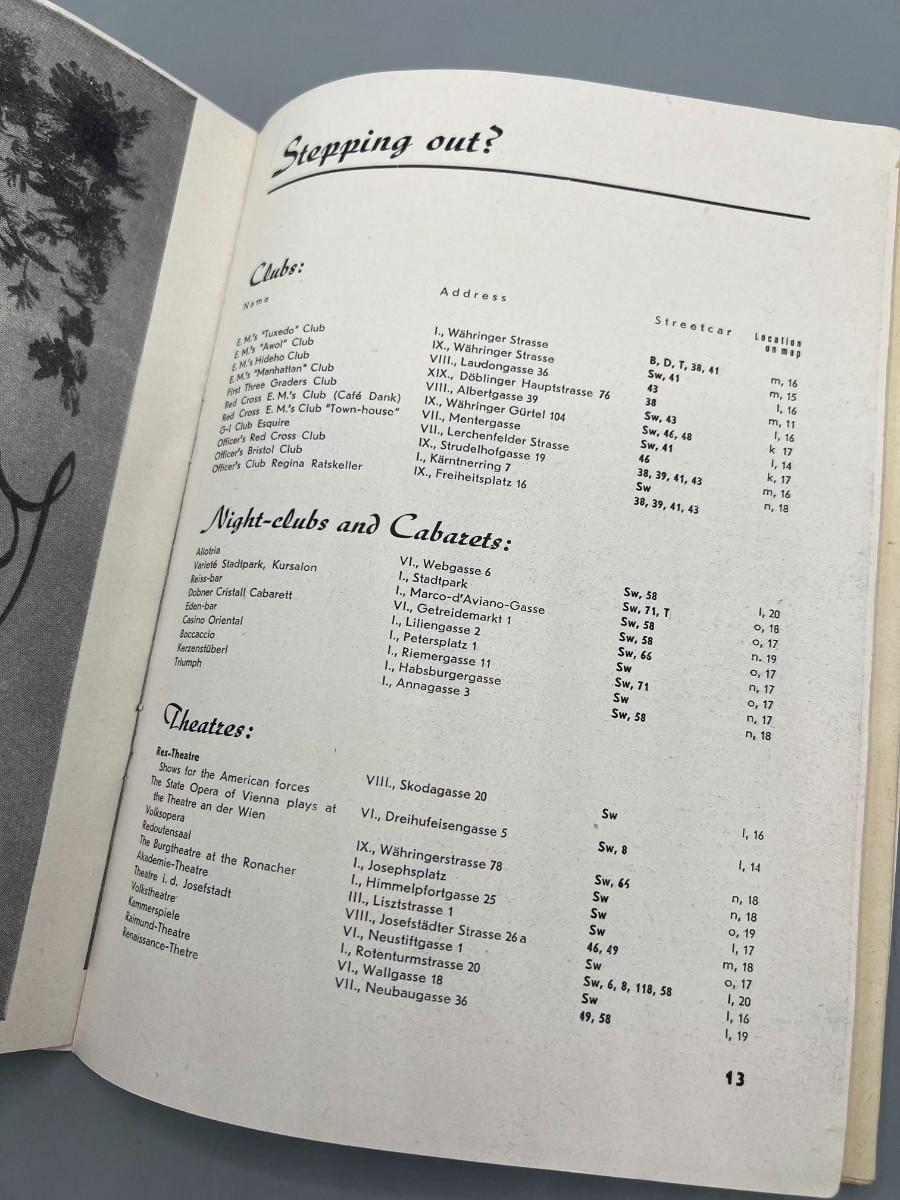 Stepping out?
Clubs:
Name Address Streetcar Location
on map
E.M.'s "Tuxedo" Club I., Währinger Strasse B, D, T, 38, 41 m, 16
E.M.'s "Awol" Club IX., Währinger Strasse Sw, 41 m, 15
E.M.'s Hideho Club VIII., Laudongasse 36 43 l, 16
E.M.'s "Manhattan" Club XIX., Döblinger Hauptstrasse 76 38 m, 11
First Three Graders Club VIII., Albertgasse 39 Sw, 43 l, 16
Red Cross E.M.'s Club (Café Dank) IX., Währinger Gürtel 104 Sw, 46, 48 k 17
Red Cross E.M.'s Club "Town-house" VII., Mentergasse Sw, 41 l, 14
G-I Club Esquire VII., Lerchenfelder Strasse 46 k, 17
Officer's Red Cross Club IX., Strudelhofgasse 19 38, 39, 41, 43 m, 16
Officer's Bristol Club I., Kärntnerring 7 Sw n, 18
Officer's Club Regina Ratskeller IX., Freiheitsplatz 16 38, 39, 41, 43
Night-clubs and Cabarets:
Allotria VI., Webgasse 6 Sw, 58 l, 20
Varieté Stadtpark, Kursalon I., Stadtpark Sw, 71, T o, 18
Reiss-bar I., Marco-d'Aviano-Gasse Sw, 58 o, 17
Dobner Cristall Cabarett VI., Getreidemarkt 1 Sw, 58 n. 19
Eden-bar I., Liliengasse 2 Sw, 66 o, 17
Casino Oriental I., Petersplatz 1 Sw n, 17
Boccaccio I., Riemergasse 11 Sw, 71 o, 17
Kerzenstüberl I., Habsburgergasse Sw n, 17
Triumph I., Annagasse 3 Sw, 58 n, 18
Theatres:
Rex-Theatre
Shows for the American forces VIII., Skodagasse 20 Sw l, 16
The State Opera of Vienna plays at
the Theatre an der Wien VI., Dreihufeisengasse 5 Sw, 8 l, 14
Volksopera IX., Währingerstrasse 78 Sw, 65 n, 18
Redoutensaal I., Josephsplatz Sw n, 18
The Burgtheatre at the Ronacher I., Himmelpfortgasse 25 Sw o, 19
Akademie-Theatre III., Lisztstrasse 1 Sw l, 17
Theatre i. d. Josefstadt VIII., Josefstädter Strasse 26 a 46, 49 m, 18
Volkstheatre VI., Neustiftgasse 1 Sw o, 17
Kammerspiele I., Rotenturmstrasse 20 Sw, 6, 8, 118, 58 l, 20
Raimund-Theatre VI., Wallgasse 18 Sw l, 16
Renaissance-Thetre VII., Neubaugasse 36 49, 58 l, 19
13